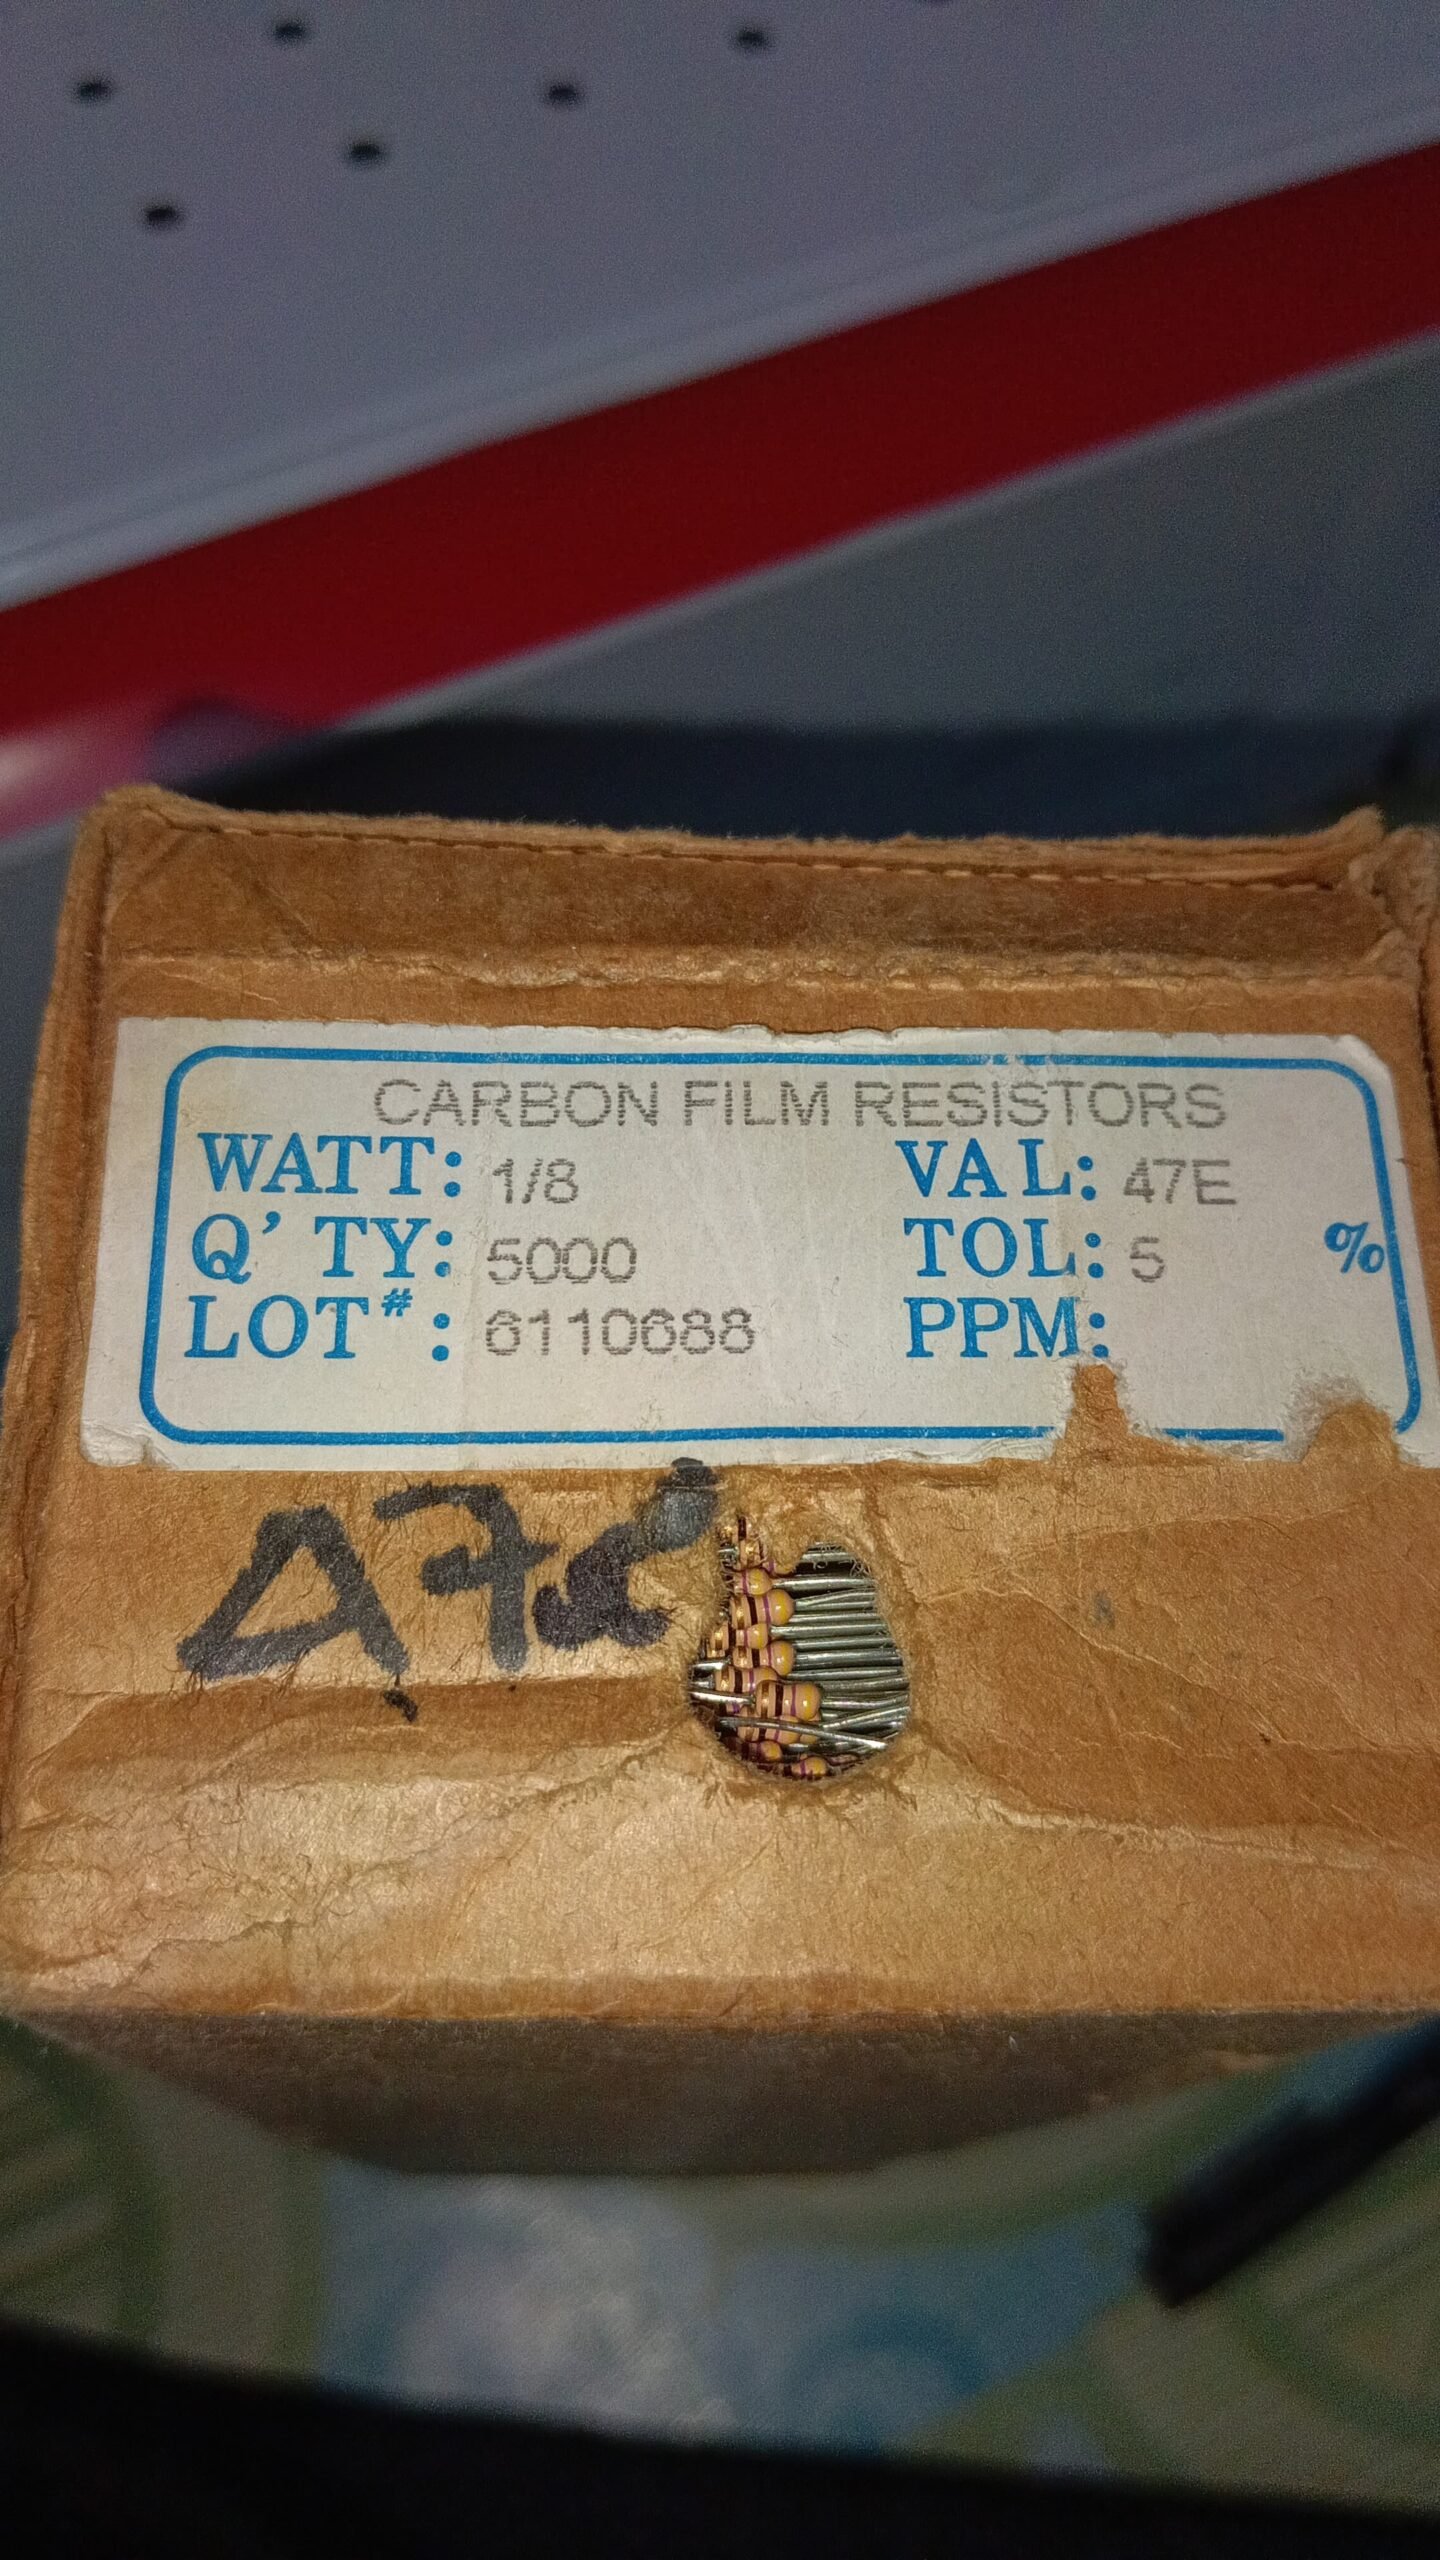 CARBON FILM RESISTORS
WATT: 1/8 VAL: 47E
Q'TY: 5000 TOL: 5 %
LOT#: 6110688 PPM: